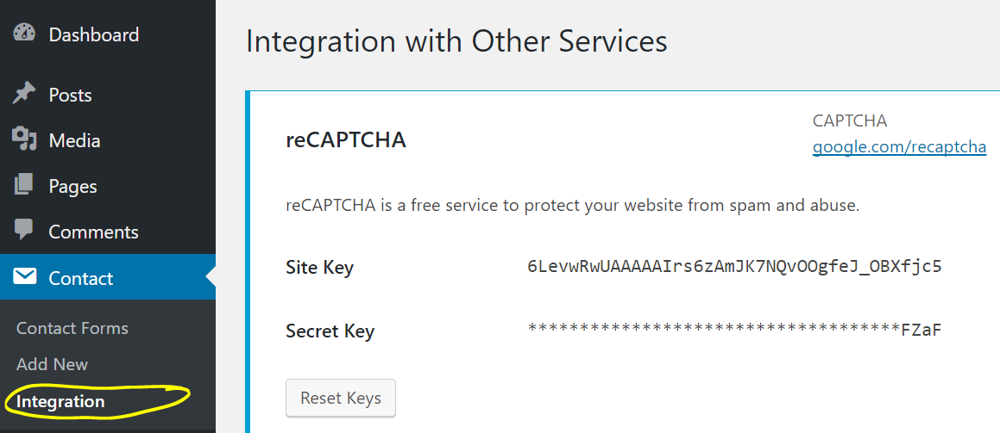 Dashboard
Posts
Media
Pages
Comments
Contact
Contact Forms
Add New
Integration
Integration with Other Services
reCAPTCHA
CAPTCHA
google.com/recaptcha
reCAPTCHA is a free service to protect your website from spam and abuse.
Site Key 6LevwRwUAAAAAIrs6zAmJK7NQvOOgfeJ_OBXfjc5
Secret Key ************************************FZaF
Reset Keys